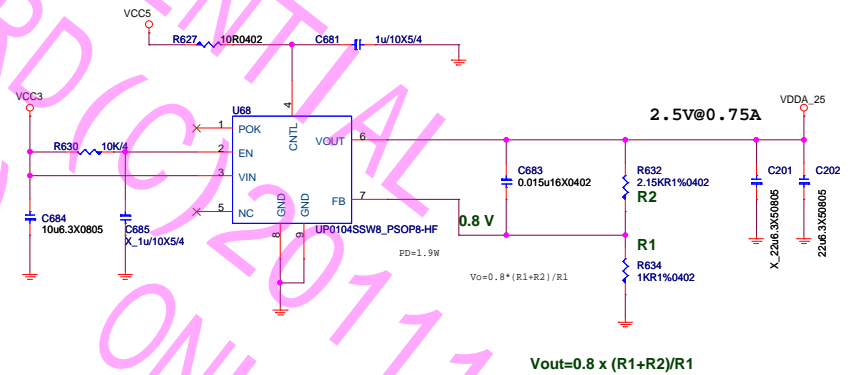 VCC5
R627
10R0402
C681
1u/10X5/4
VCC3
U68
4
2.5V@0.75A
VDDA_25
1
POK
CNTL
VOUT
6
R630
10K/4
2
EN
3
VIN
C683
0.015u16X0402
R632
2.15KR1%0402
R2
C201
X_22u6.3X50805
C202
22u6.3X50805
FB
7
5
NC
GND
GND
8
9
0.8 V
C684
10u6.3X0805
C685
X_1u/10X5/4
UP0104SSW8_PSOP8-HF
PD=1.9W
R1
R634
1KR1%0402
Vo=0.8*(R1+R2)/R1
Vout=0.8 x (R1+R2)/R1
ENTIAL
RD(C)2011
ONL